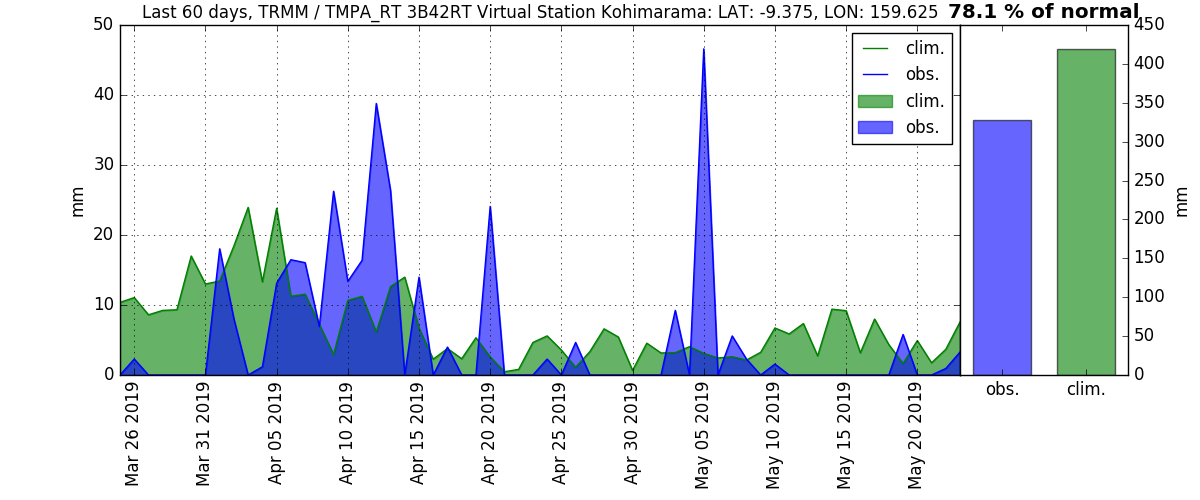 Last 60 days, TRMM / TMPA_RT 3B42RT Virtual Station Kohimarama: LAT: -9.375, LON: 159.625
78.1 % of normal
50
40
30
20
10
0
mm
clim.
obs.
clim.
obs.
450
400
350
300
250
200
150
100
50
0
mm
Mar 26 2019
Mar 31 2019
Apr 05 2019
Apr 10 2019
Apr 15 2019
Apr 20 2019
Apr 25 2019
Apr 30 2019
May 05 2019
May 10 2019
May 15 2019
May 20 2019
obs.
clim.